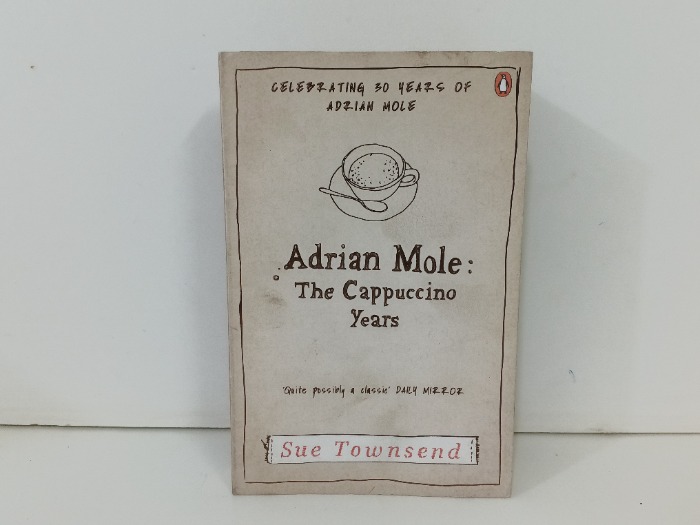 CELEBRATING 30 YEARS OF
ADRIAN MOLE
Adrian Mole:
The Cappuccino
Years
'Quite possibly a classic' DAILY MIRROR
Sue Townsend